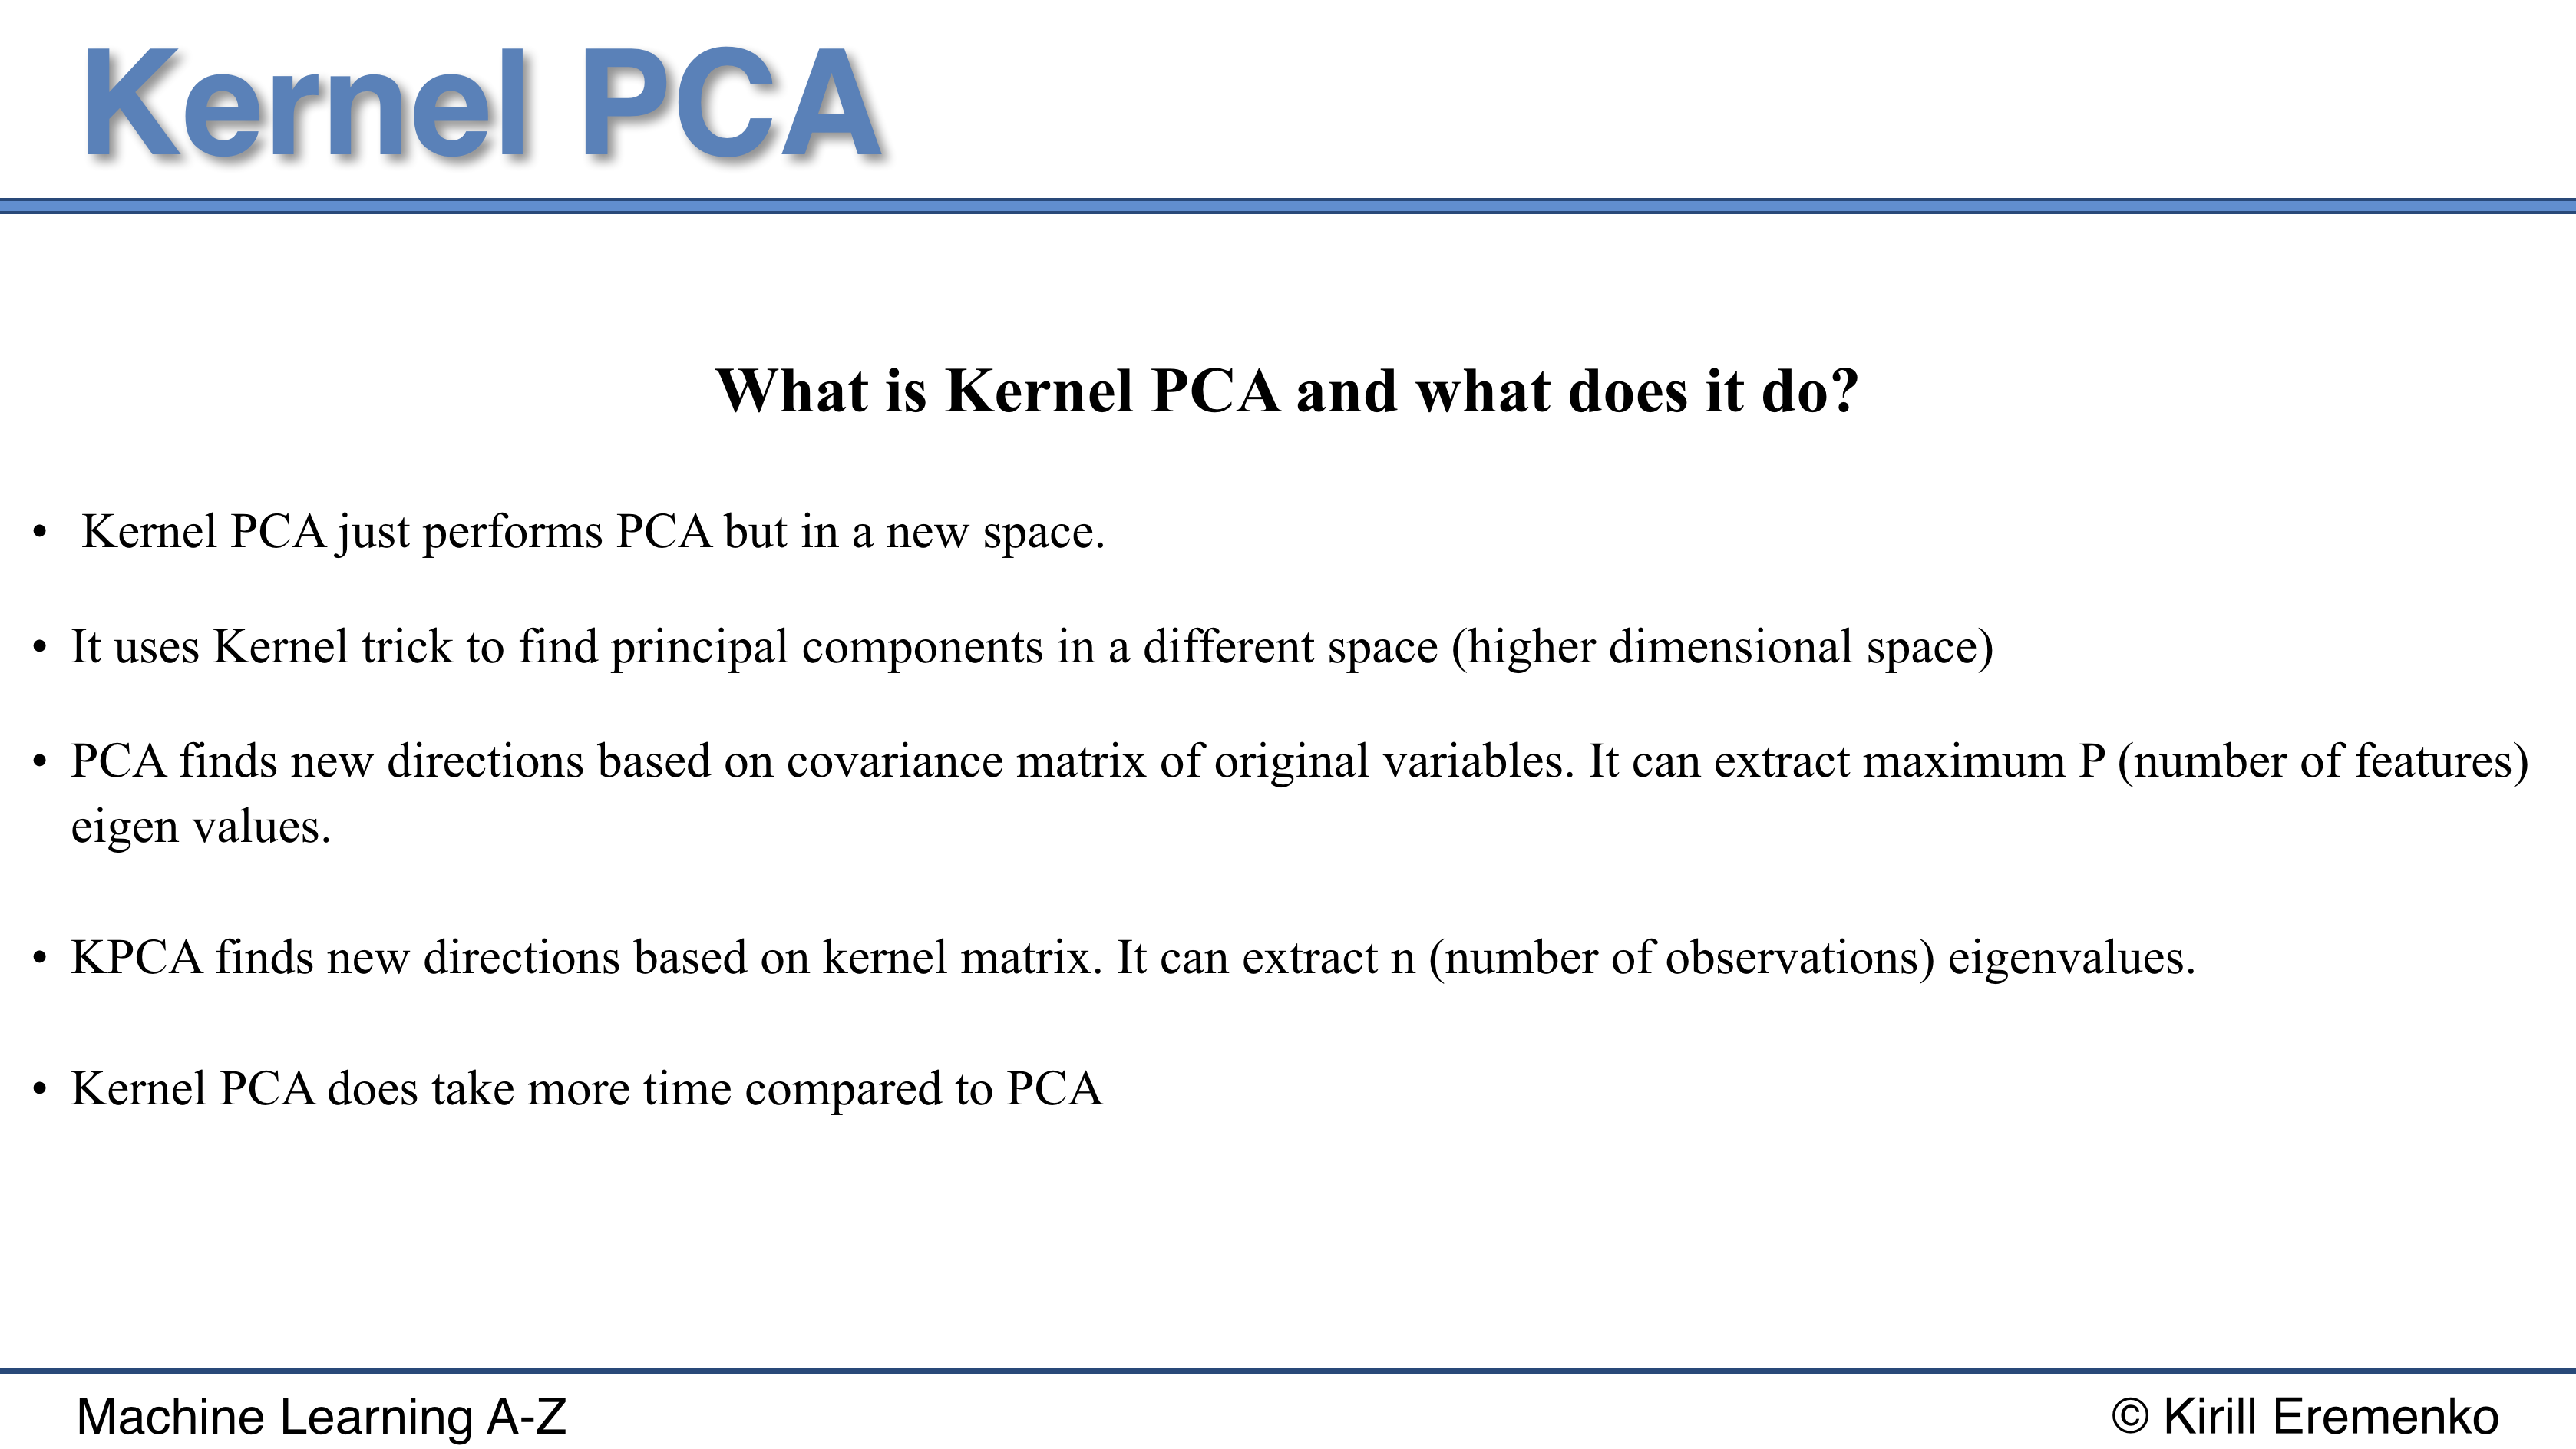 Kernel PCA
What is Kernel PCA and what does it do?
• Kernel PCA just performs PCA but in a new space.
• It uses Kernel trick to find principal components in a different space (higher dimensional space)
• PCA finds new directions based on covariance matrix of original variables. It can extract maximum P (number of features)
eigen values.
• KPCA finds new directions based on kernel matrix. It can extract n (number of observations) eigenvalues.
• Kernel PCA does take more time compared to PCA
Machine Learning A-Z
© Kirill Eremenko